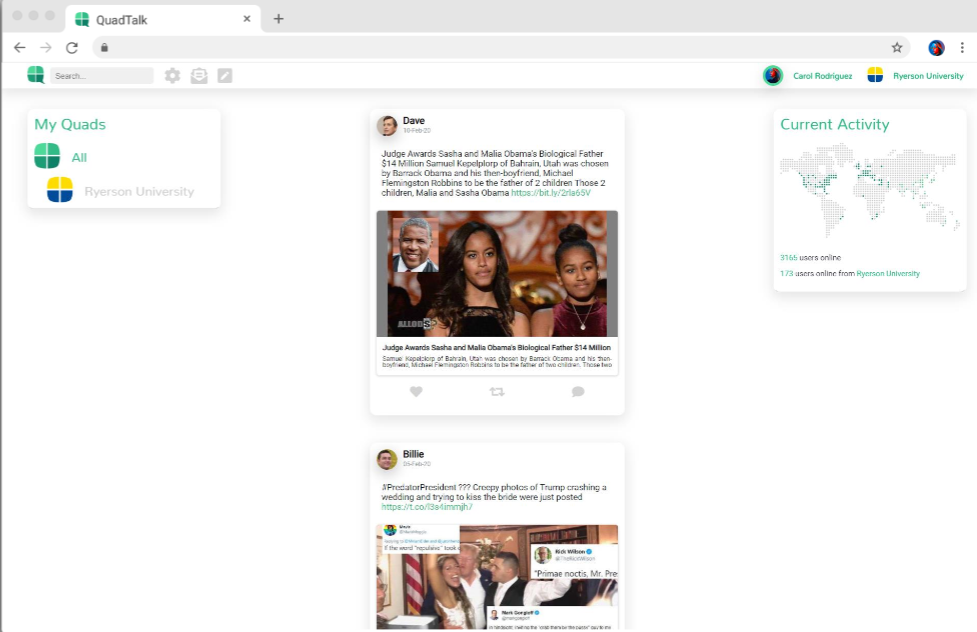 QuadTalk
Search...
Carol Rodriguez
Ryerson University
My Quads
All
Ryerson University
Dave
10-Feb-20
Judge Awards Sasha and Malia Obama's Biological Father
$14 Million Samuel Kepelplorp of Bahrain, Utah was chosen
by Barrack Obama and his then-boyfriend, Michael
Flemingston Robbins to be the father of 2 children Those 2
children, Malia and Sasha Obama https://bit.ly/2rla65V
ALLOD
Judge Awards Sasha and Malia Obama's Biological Father $14 Million
Samuel Kepelplorp of Bahrain, Utah was chosen by Barrack Obama and his then-
boyfriend, Michael Flemingston Robbins to be the father of two children, Those two
Billie
05-Feb-20
#PredatorPresident ??? Creepy photos of Trump crashing a
wedding and trying to kiss the bride were just posted
https://t.co/l3s4immjh7
If the word "repulsive" took
Rick Wilson
@TheRickWilson
"Primae noctis, Mr. Pre
Mark Gongloff
Current Activity
3165 users online
173 users online from Ryerson University